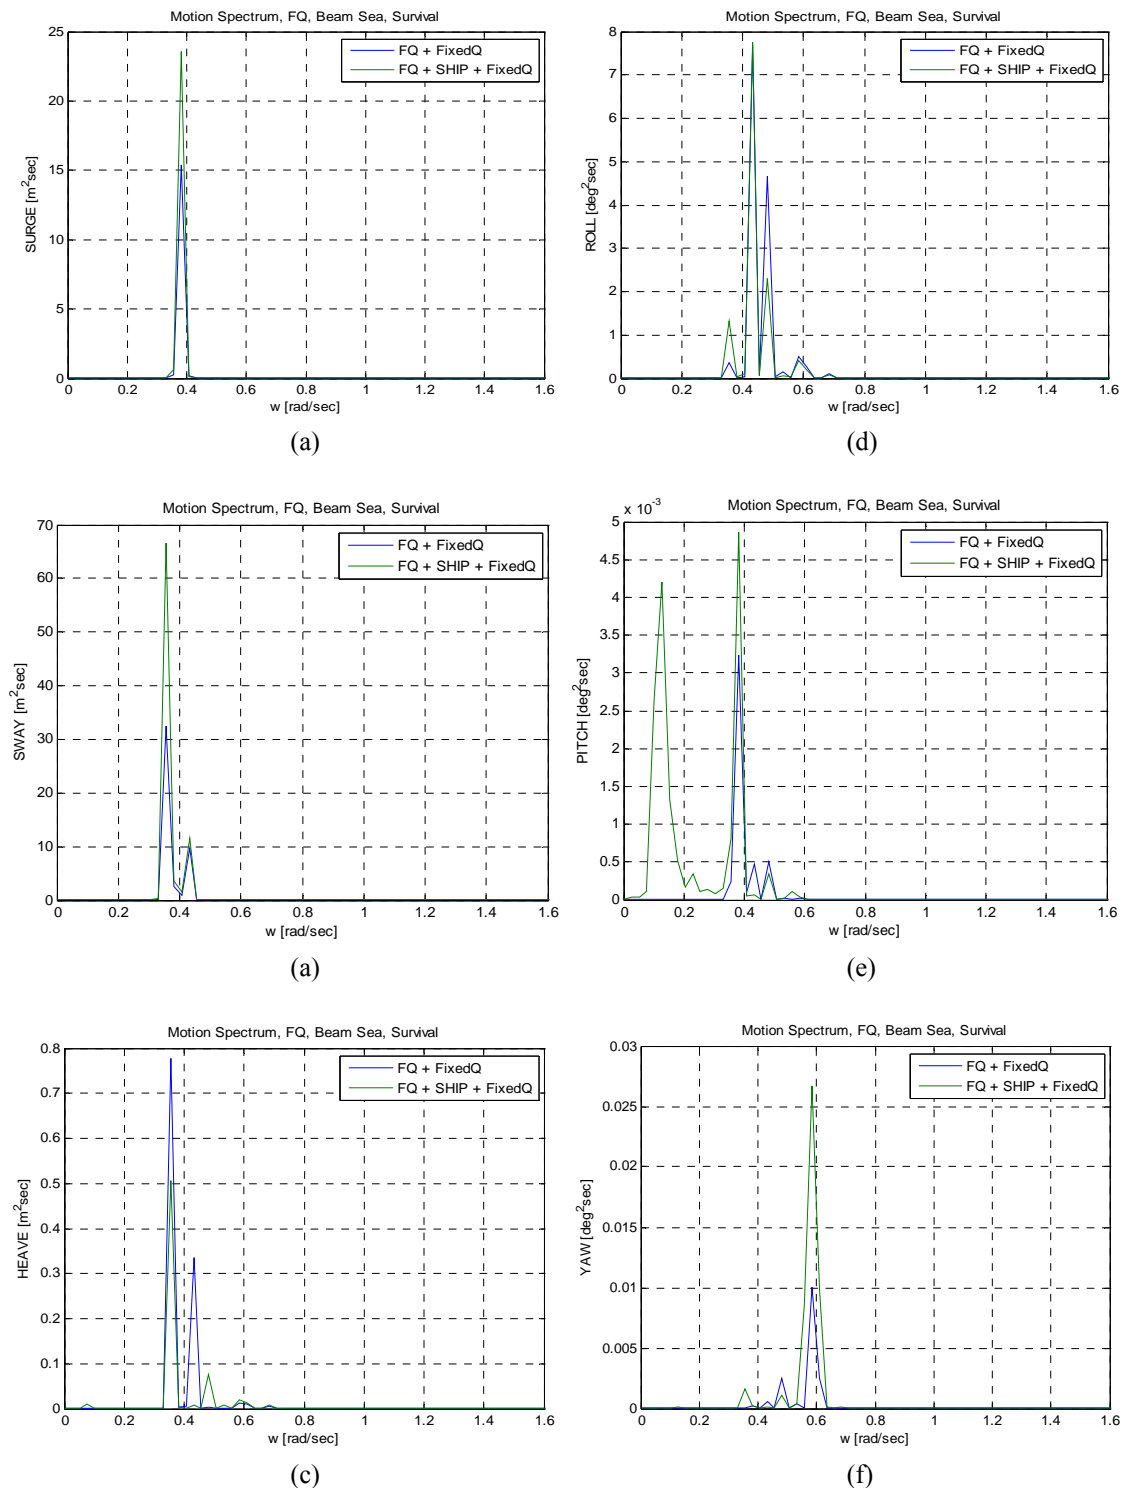 Motion Spectrum, FQ, Beam Sea, Survival
25
20
15
10
5
0
SURGE [m²sec]
FQ + FixedQ
FQ + SHIP + FixedQ
0 0.2 0.4 0.6 0.8 1 1.2 1.4 1.6
w [rad/sec]
(a)
Motion Spectrum, FQ, Beam Sea, Survival
8
7
6
5
4
3
2
1
0
ROLL [deg²sec]
FQ + FixedQ
FQ + SHIP + FixedQ
0 0.2 0.4 0.6 0.8 1 1.2 1.4 1.6
w [rad/sec]
(d)
Motion Spectrum, FQ, Beam Sea, Survival
70
60
50
40
30
20
10
0
SWAY [m²sec]
FQ + FixedQ
FQ + SHIP + FixedQ
0 0.2 0.4 0.6 0.8 1 1.2 1.4 1.6
w [rad/sec]
(a)
x 10⁻³
Motion Spectrum, FQ, Beam Sea, Survival
5
4.5
4
3.5
3
2.5
2
1.5
1
0.5
0
PITCH [deg²sec]
FQ + FixedQ
FQ + SHIP + FixedQ
0 0.2 0.4 0.6 0.8 1 1.2 1.4 1.6
w [rad/sec]
(e)
Motion Spectrum, FQ, Beam Sea, Survival
0.8
0.7
0.6
0.5
0.4
0.3
0.2
0.1
0
HEAVE [m²sec]
FQ + FixedQ
FQ + SHIP + FixedQ
0 0.2 0.4 0.6 0.8 1 1.2 1.4 1.6
w [rad/sec]
(c)
Motion Spectrum, FQ, Beam Sea, Survival
0.03
0.025
0.02
0.015
0.01
0.005
0
YAW [deg²sec]
FQ + FixedQ
FQ + SHIP + FixedQ
0 0.2 0.4 0.6 0.8 1 1.2 1.4 1.6
w [rad/sec]
(f)